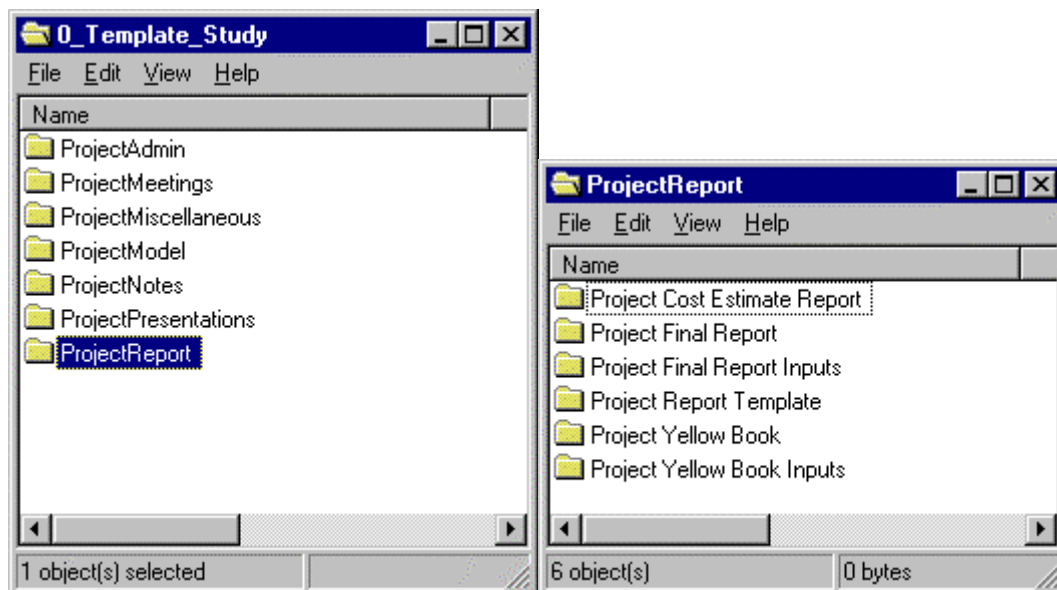 0_Template_Study
File Edit View Help
Name
ProjectAdmin
ProjectMeetings
ProjectMiscellaneous
ProjectModel
ProjectNotes
ProjectPresentations
ProjectReport
1 object(s) selected
ProjectReport
File Edit View Help
Name
Project Cost Estimate Report
Project Final Report
Project Final Report Inputs
Project Report Template
Project Yellow Book
Project Yellow Book Inputs
6 object(s) 0 bytes